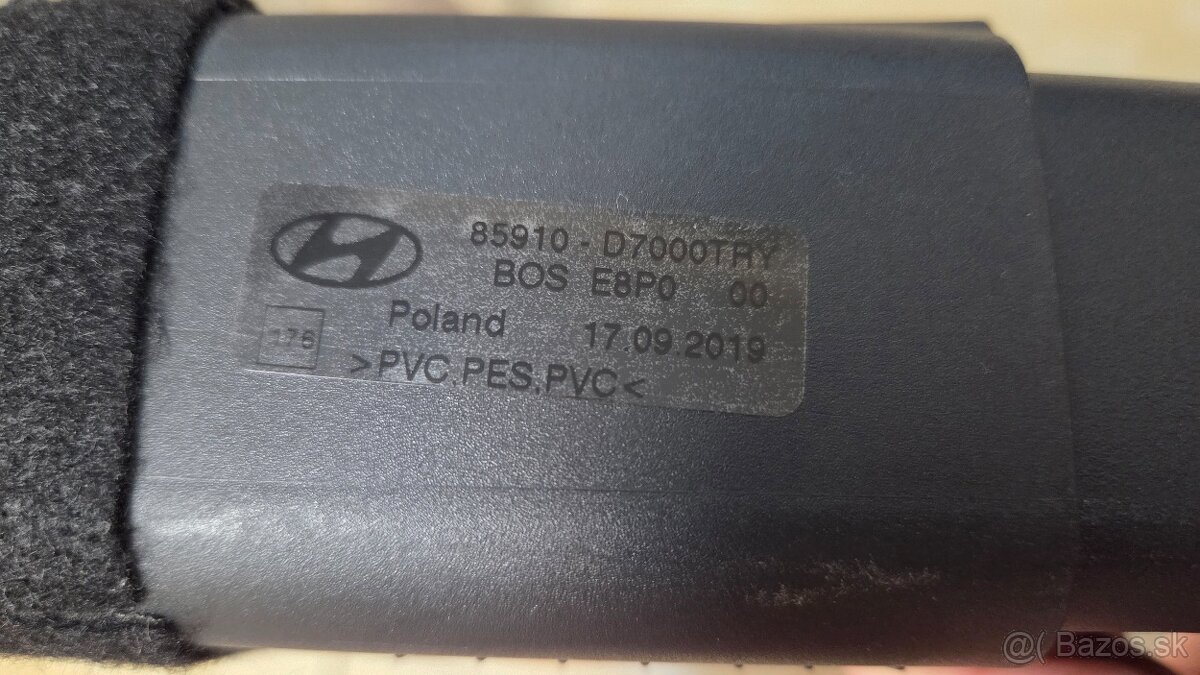 85910 - D7000TRY
BOS E8P0 00
Poland 17.09.2019
176
>PVC.PES.PVC<
@( Bazos.sk